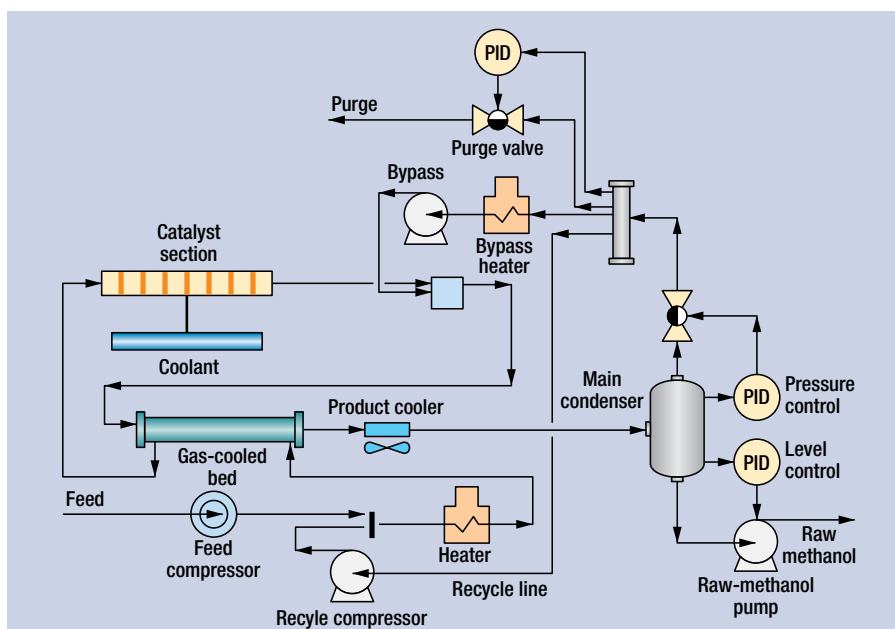 PID
Purge
Purge valve
Bypass
Bypass
heater
Catalyst
section
Coolant
Main
condenser
PID
Pressure
control
Product cooler
Gas-cooled
bed
PID
Level
control
Feed
Feed
compressor
Heater
Recycle line
Recyle compressor
Raw
methanol
Raw-methanol
pump